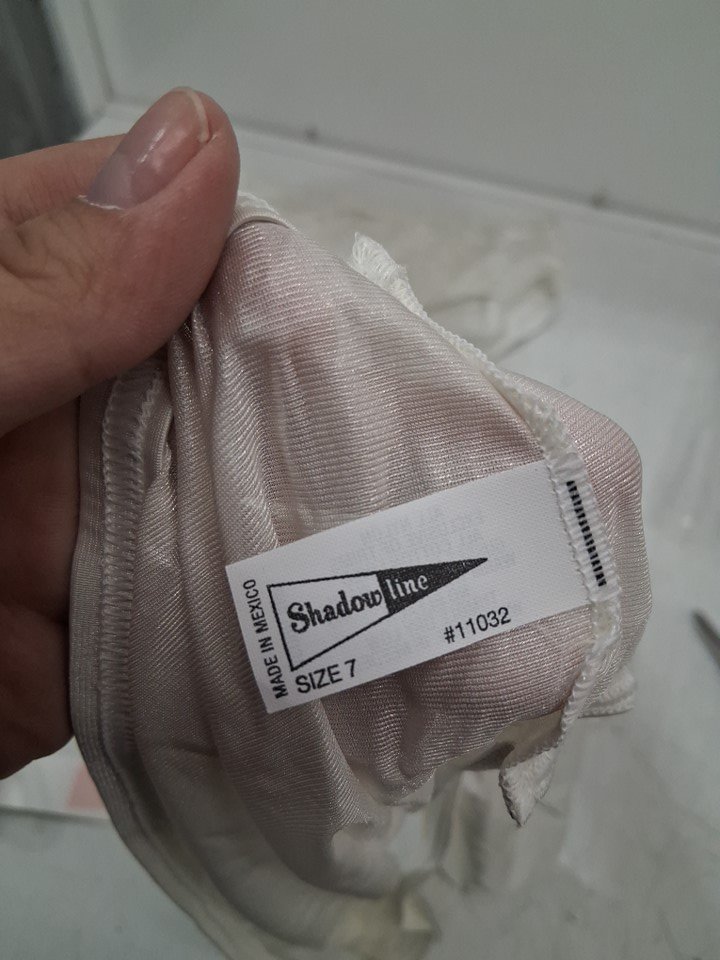 MADE IN MEXICO
Shadowline
SIZE 7
#11032